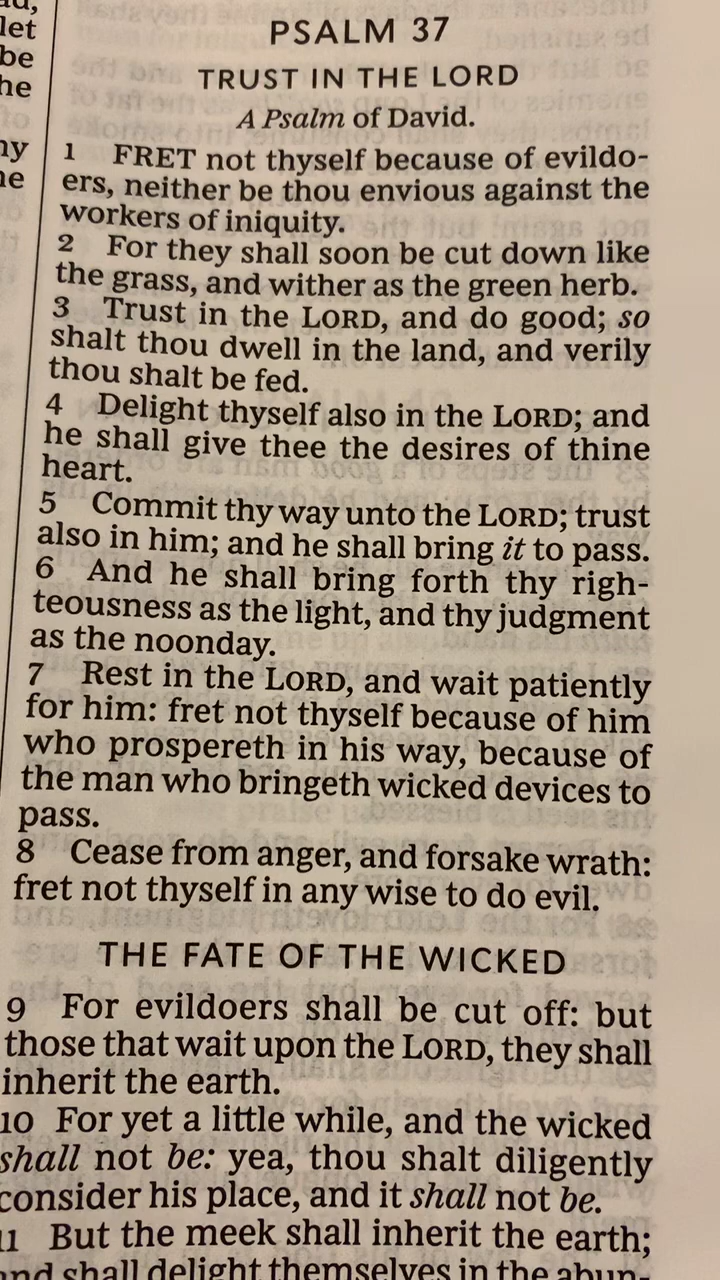 let
be
PSALM 37
TRUST IN THE LORD
A Psalm of David.
1 FRET not thyself because of evildo-
ers, neither be thou envious against the
workers of iniquity.
2 For they shall soon be cut down like
the grass, and wither as the green herb.
3 Trust in the LORD, and do good; so
shalt thou dwell in the land, and verily
thou shalt be fed.
4 Delight thyself also in the LORD; and
he shall give thee the desires of thine
heart.
5 Commit thy way unto the LORD; trust
also in him; and he shall bring it to pass.
6 And he shall bring forth thy righ-
teousness as the light, and thy judgment
as the noonday.
7 Rest in the LORD, and wait patiently
for him: fret not thyself because of him
who prospereth in his way, because of
the man who bringeth wicked devices to
pass.
8 Cease from anger, and forsake wrath:
fret not thyself in any wise to do evil.
THE FATE OF THE WICKED
9 For evildoers shall be cut off: but
those that wait upon the LORD, they shall
inherit the earth.
10 For yet a little while, and the wicked
shall not be: yea, thou shalt diligently
consider his place, and it shall not be.
11 But the meek shall inherit the earth;
and shall delight themselves in the abun-